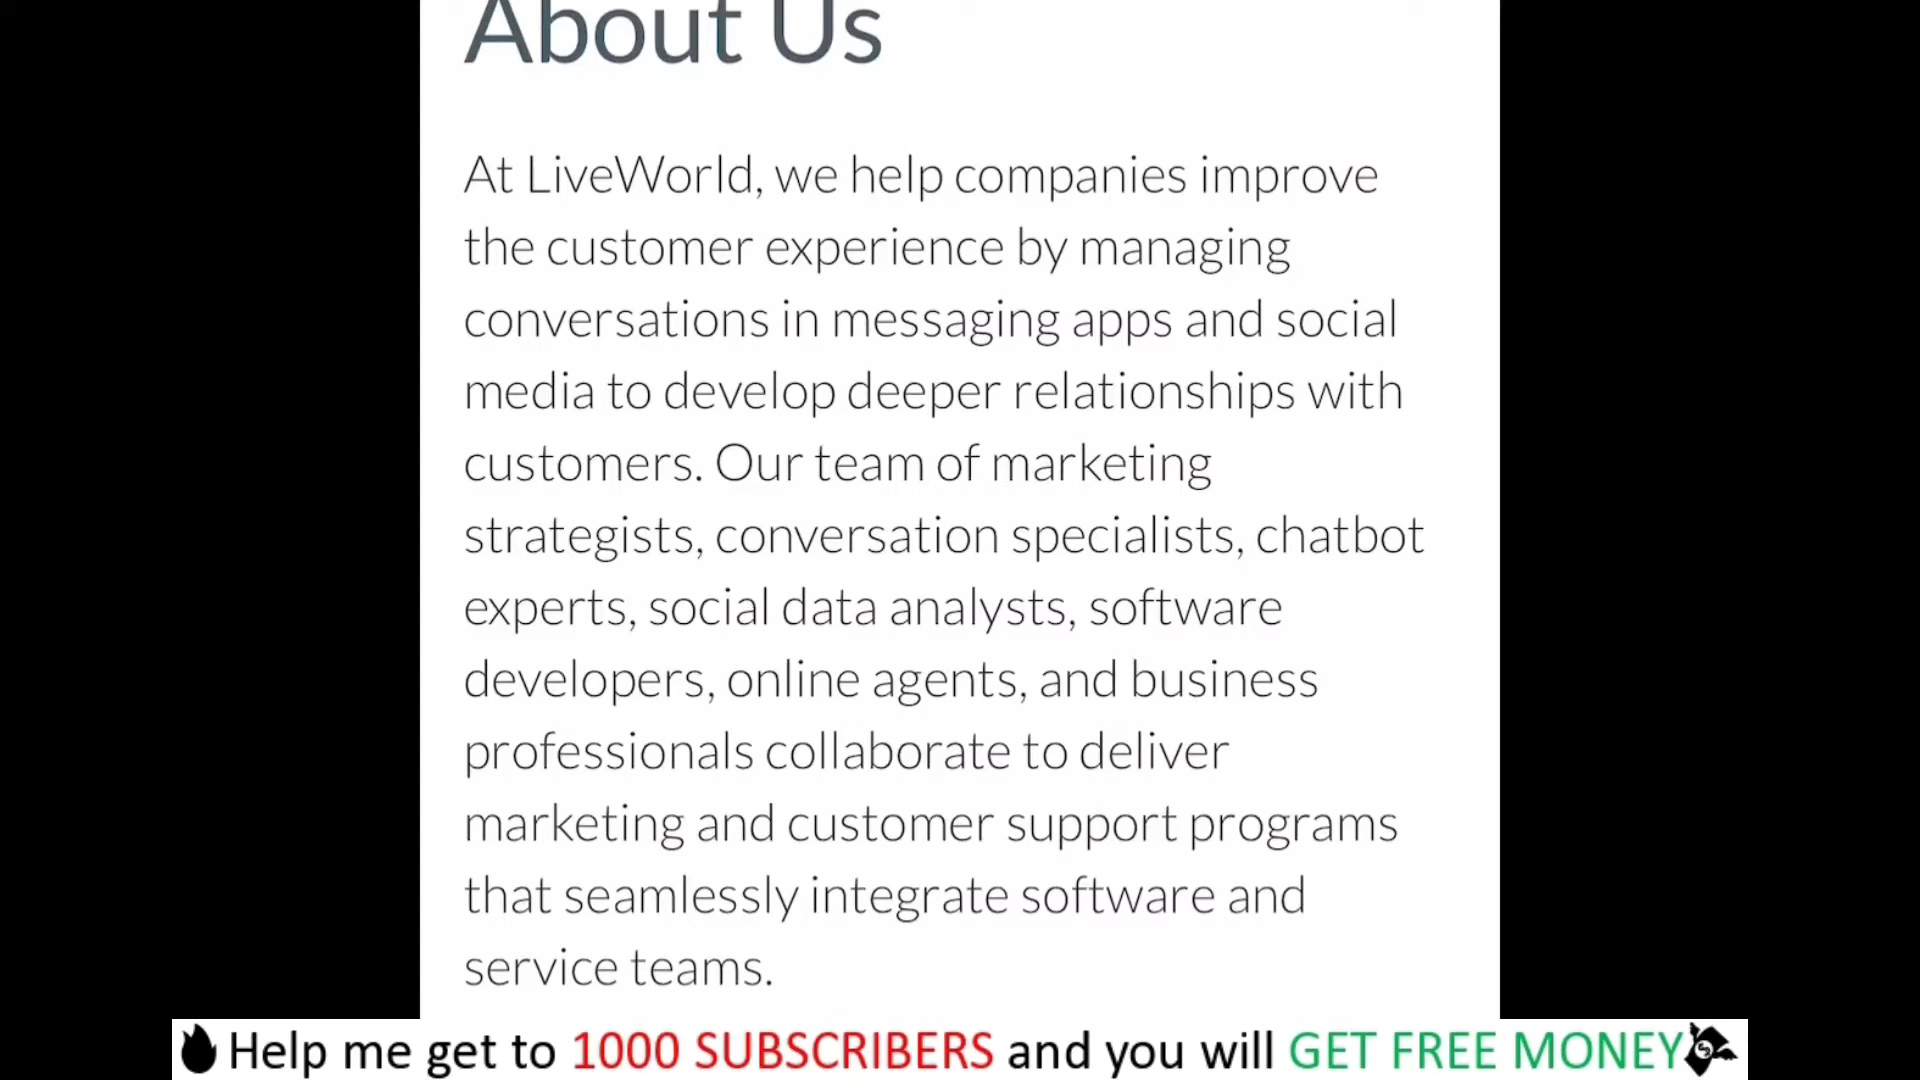 About Us
At LiveWorld, we help companies improve
the customer experience by managing
conversations in messaging apps and social
media to develop deeper relationships with
customers. Our team of marketing
strategists, conversation specialists, chatbot
experts, social data analysts, software
developers, online agents, and business
professionals collaborate to deliver
marketing and customer support programs
that seamlessly integrate software and
service teams.
Help me get to 1000 SUBSCRIBERS and you will GET FREE MONEY